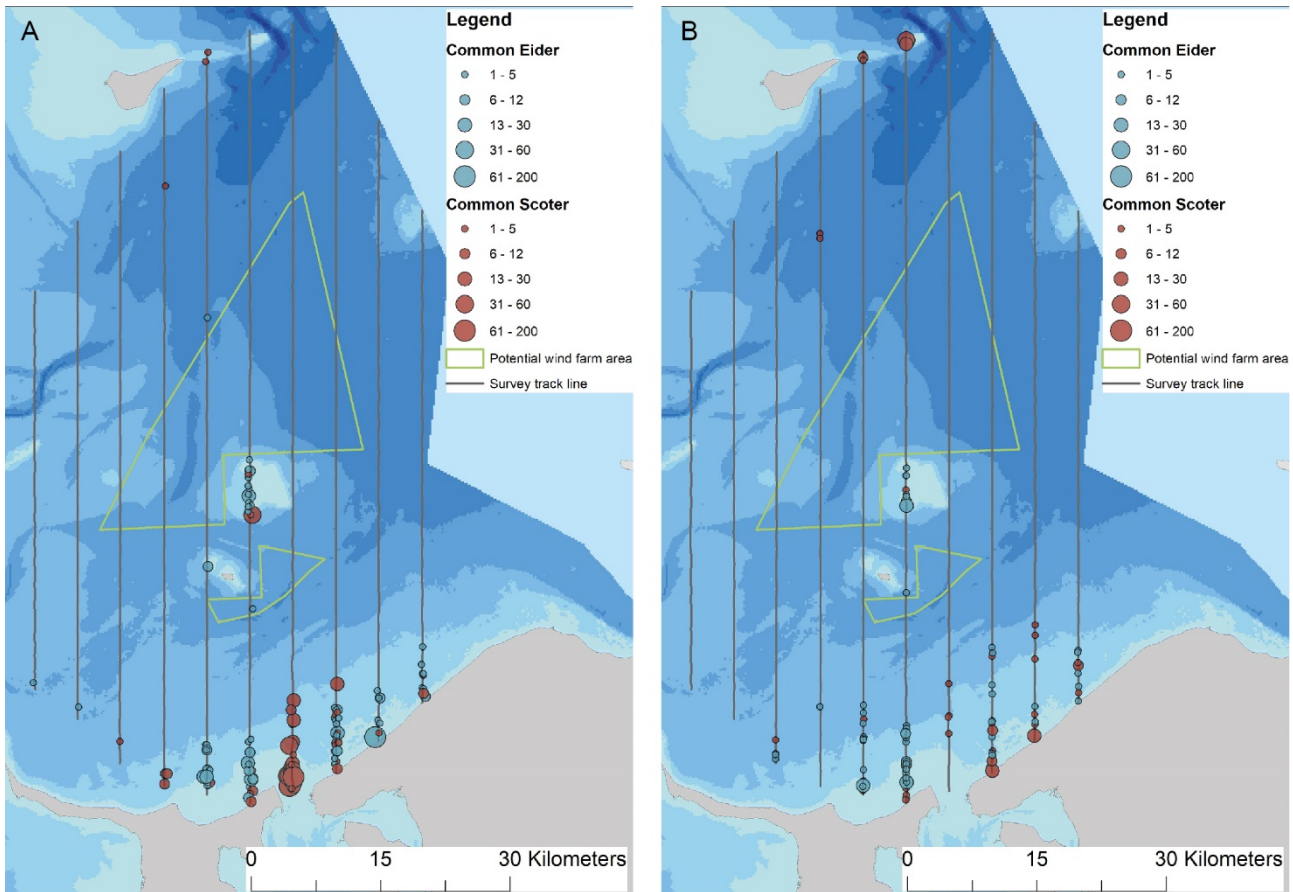 A
Legend
Common Eider
1 - 5
6 - 12
13 - 30
31 - 60
61 - 200
Common Scoter
1 - 5
6 - 12
13 - 30
31 - 60
61 - 200
Potential wind farm area
Survey track line
0 15 30 Kilometers
B
Legend
Common Eider
1 - 5
6 - 12
13 - 30
31 - 60
61 - 200
Common Scoter
1 - 5
6 - 12
13 - 30
31 - 60
61 - 200
Potential wind farm area
Survey track line
0 15 30 Kilometers